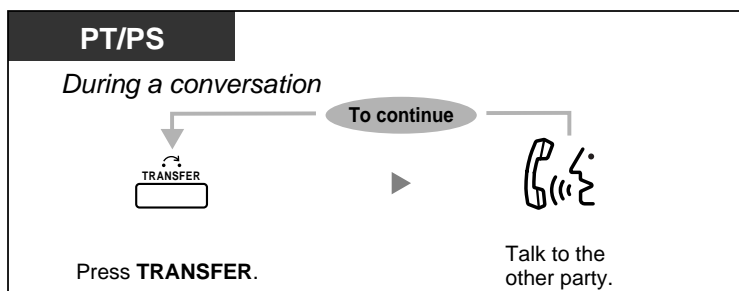 PT/PS
During a conversation
To continue
TRANSFER
Press TRANSFER.
Talk to the
other party.